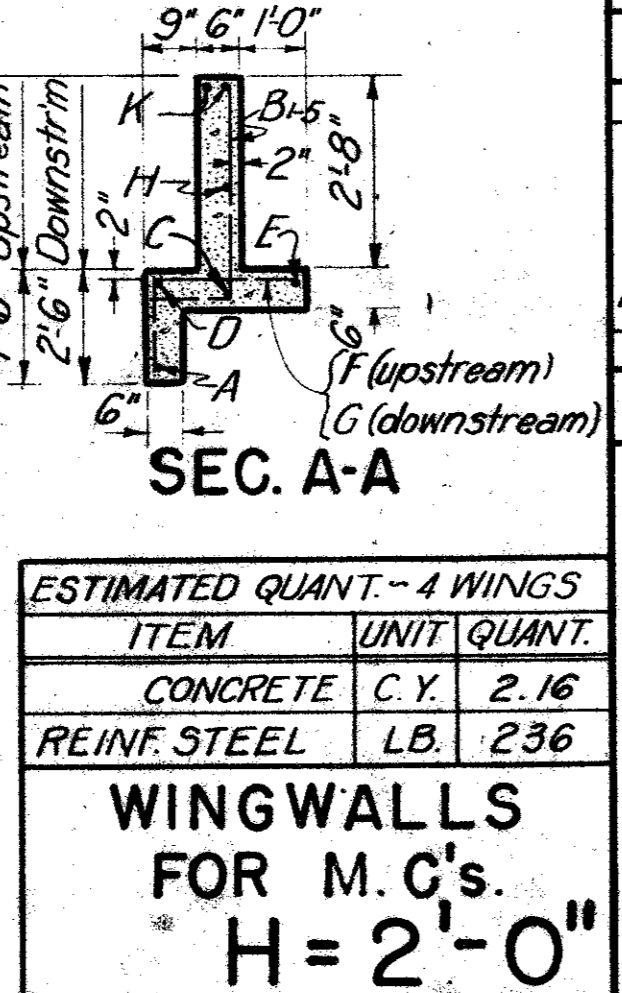 9" 6" 1'-0"
K
B1-5
2"
2'-8"
H
Upstream
Downstr'm
2"
C
E
2'-6"
D
6"
A
6"
F (upstream)
G (downstream)
SEC. A-A
ESTIMATED QUANT.~4 WINGS
ITEM UNIT QUANT.
CONCRETE C.Y. 2.16
REINF. STEEL LB. 236
WINGWALLS
FOR M.C's.
H = 2'-0"